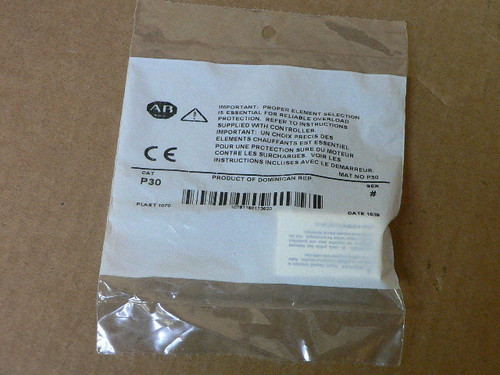 AB
IMPORTANT: PROPER ELEMENT SELECTION
IS ESSENTIAL FOR RELIABLE OVERLOAD
PROTECTION. REFER TO INSTRUCTIONS
SUPPLIED WITH CONTROLLER.
IMPORTANT: UN CHOIX PRECIS DES
ELEMENTS CHAUFFANTS EST ESSENTIEL
POUR UNE PROTECTION SURE DU MOTEUR
CONTRE LES SURCHARGES. VOIR LES
INSTRUCTIONS INCLUSES AVEC LE DEMARREUR.
CE
CAT
P30
PRODUCT OF DOMINICAN REP.
MAT NO P30
SER
#
PLAST 1070
DATE